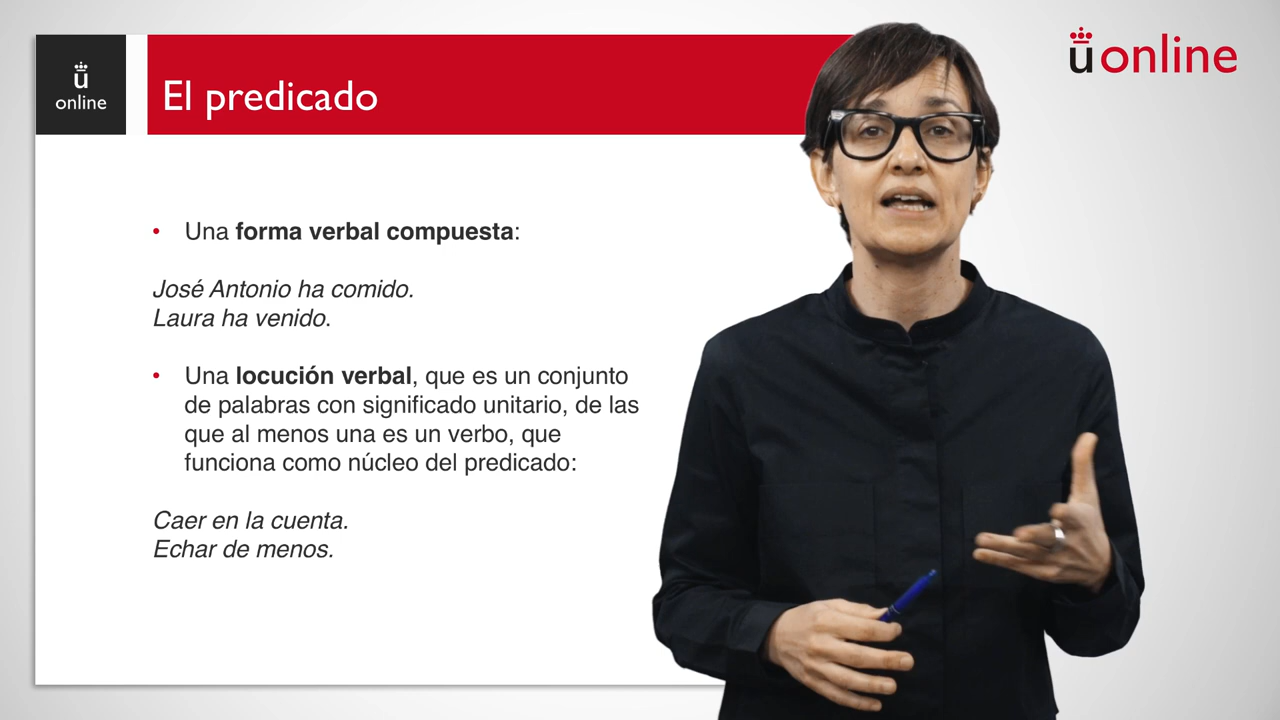 ü
online
El predicado
üonline
• Una forma verbal compuesta:
José Antonio ha comido.
Laura ha venido.
• Una locución verbal, que es un conjunto
de palabras con significado unitario, de las
que al menos una es un verbo, que
funciona como núcleo del predicado:
Caer en la cuenta.
Echar de menos.